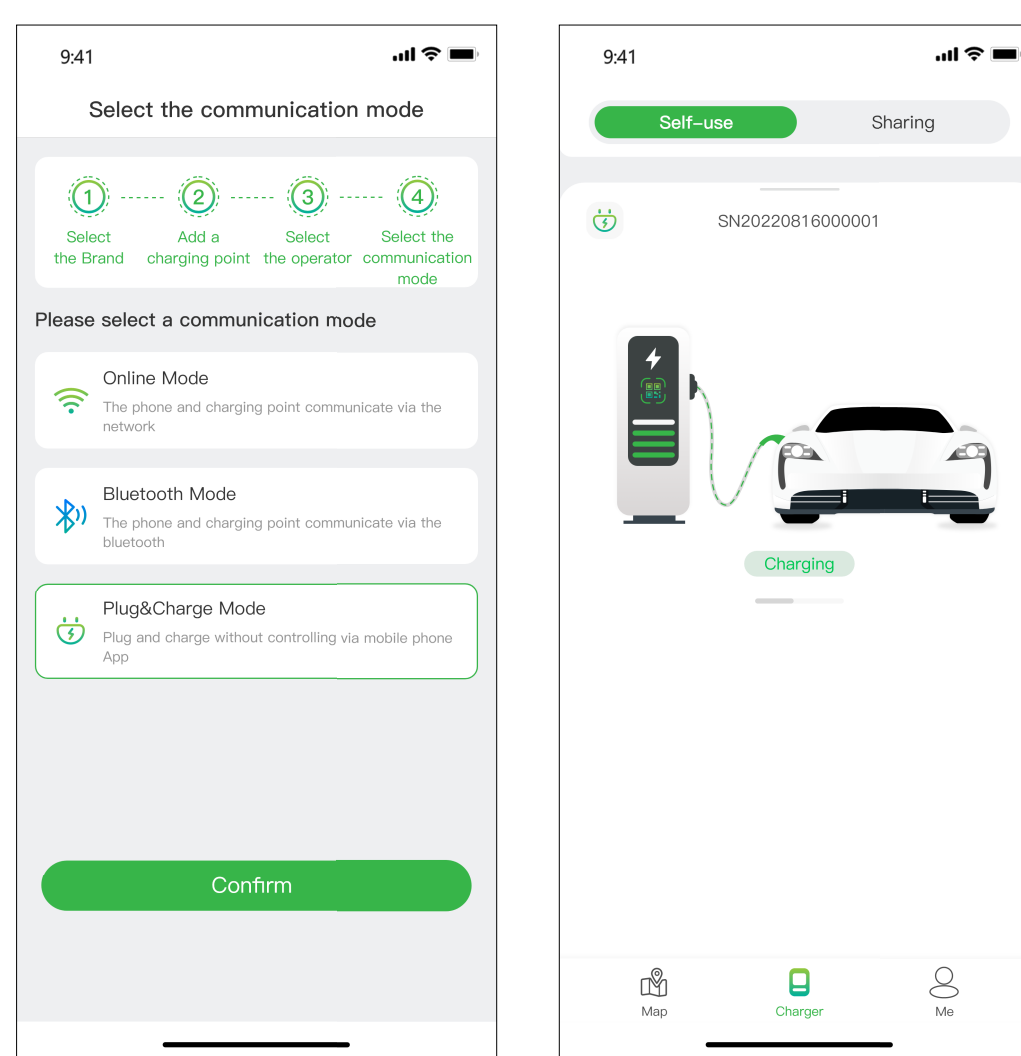 9:41
Select the communication mode
1
2
3
4
Select
the Brand
Add a
charging point
Select
the operator
Select the
communication
mode
Please select a communication mode
Online Mode
The phone and charging point communicate via the
network
Bluetooth Mode
The phone and charging point communicate via the
bluetooth
Plug&Charge Mode
Plug and charge without controlling via mobile phone
App
Confirm
9:41
Self-use
Sharing
SN20220816000001
Charging
Map
Charger
Me